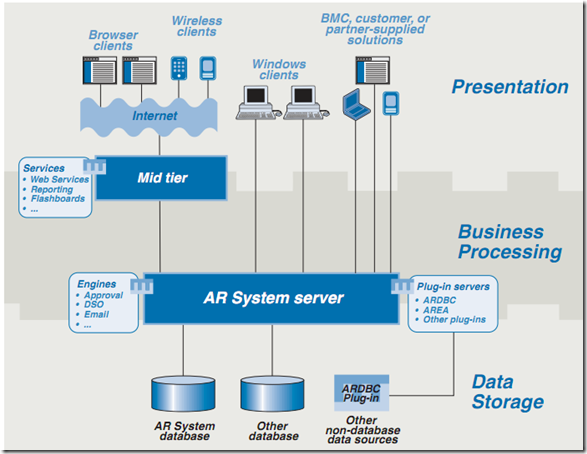 BMC, customer, or
partner-supplied
solutions
Wireless
clients
Browser
clients
Windows
clients
Presentation
Internet
Services
• Web Services
• Reporting
• Flashboards
• ...
Mid tier
Business
Processing
Engines
• Approval
• DSO
• Email
• ...
AR System server
Plug-in servers
• ARDBC
• AREA
• Other plug-ins
Data
Storage
ARDBC
Plug-in
AR System
database
Other
database
Other
non-database
data sources